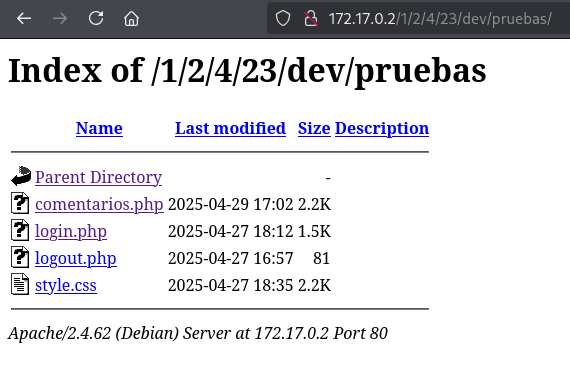 172.17.0.2/1/2/4/23/dev/pruebas/
Index of /1/2/4/23/dev/pruebas
Name Last modified Size Description
Parent Directory -
comentarios.php 2025-04-29 17:02 2.2K
login.php 2025-04-27 18:12 1.5K
logout.php 2025-04-27 16:57 81
style.css 2025-04-27 18:35 2.2K
Apache/2.4.62 (Debian) Server at 172.17.0.2 Port 80